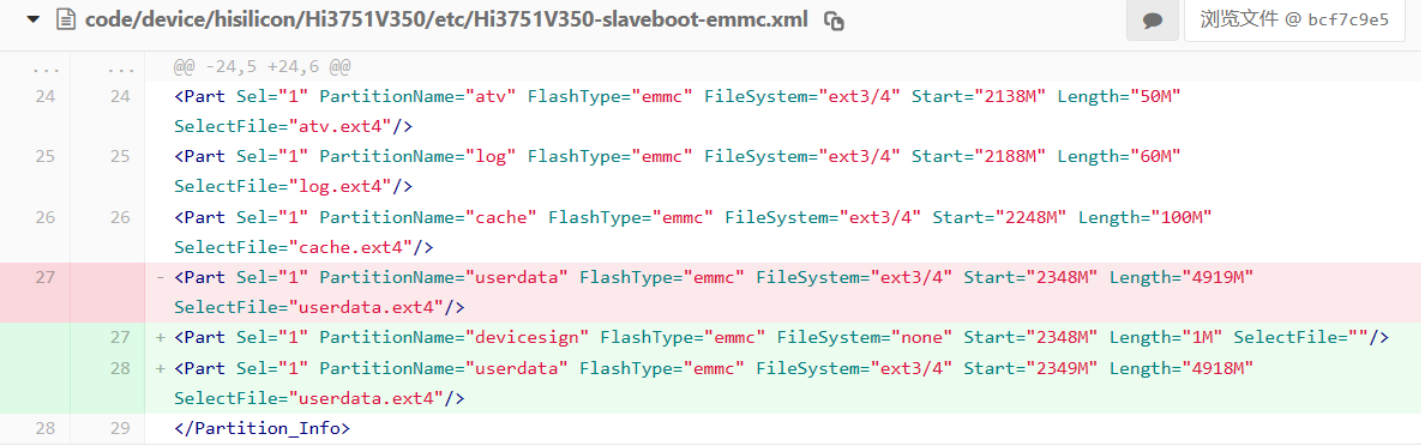 code/device/hisilicon/Hi3751V350/etc/Hi3751V350-slaveboot-emmc.xml 浏览文件 @ bcf7c9e5
... ... @@ -24,5 +24,6 @@
24 24 <Part Sel="1" PartitionName="atv" FlashType="emmc" FileSystem="ext3/4" Start="2138M" Length="50M"
SelectFile="atv.ext4"/>
25 25 <Part Sel="1" PartitionName="log" FlashType="emmc" FileSystem="ext3/4" Start="2188M" Length="60M"
SelectFile="log.ext4"/>
26 26 <Part Sel="1" PartitionName="cache" FlashType="emmc" FileSystem="ext3/4" Start="2248M" Length="100M"
SelectFile="cache.ext4"/>
27 - <Part Sel="1" PartitionName="userdata" FlashType="emmc" FileSystem="ext3/4" Start="2348M" Length="4919M"
SelectFile="userdata.ext4"/>
27 + <Part Sel="1" PartitionName="devicesign" FlashType="emmc" FileSystem="none" Start="2348M" Length="1M" SelectFile=""/>
28 + <Part Sel="1" PartitionName="userdata" FlashType="emmc" FileSystem="ext3/4" Start="2349M" Length="4918M"
SelectFile="userdata.ext4"/>
28 29 </Partition_Info>